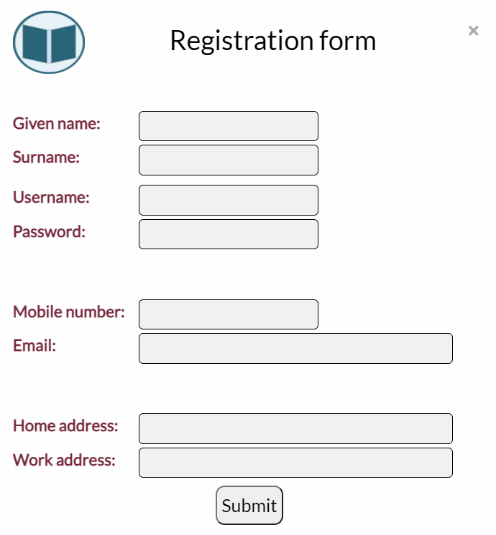 Registration form
×
Given name:
Surname:
Username:
Password:
Mobile number:
Email:
Home address:
Work address:
Submit